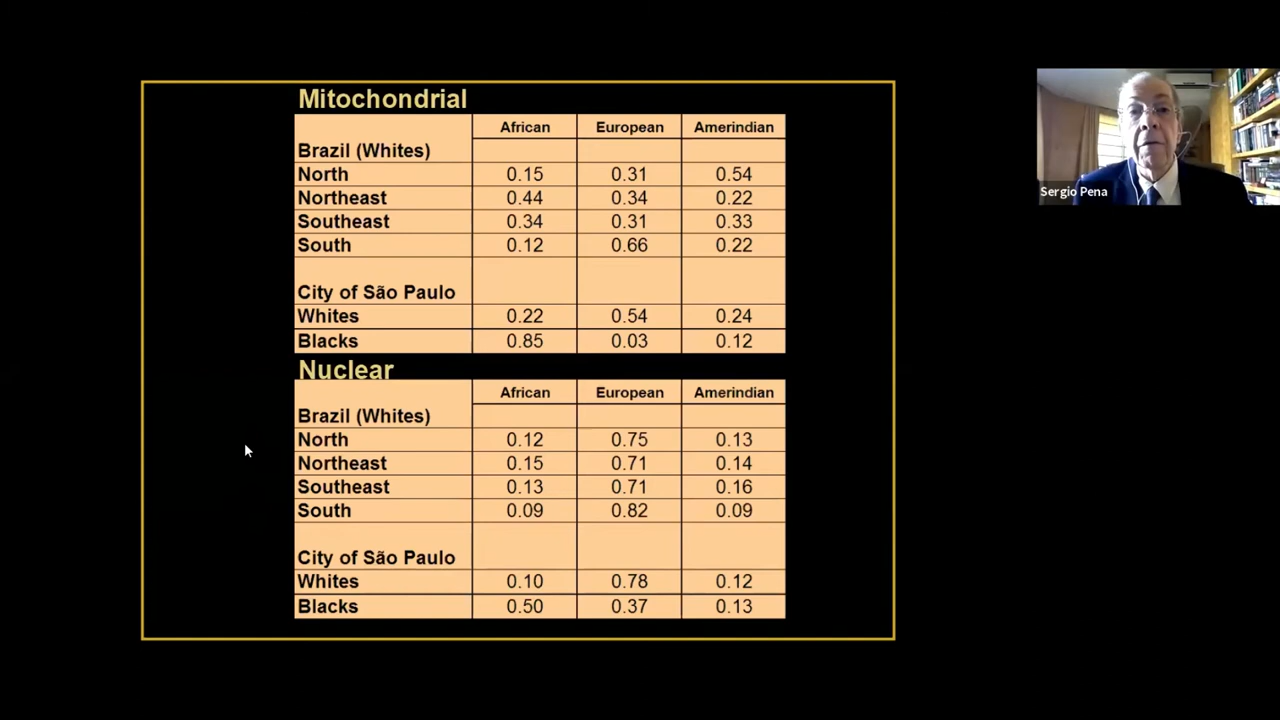 Mitochondrial
African European Amerindian
Brazil (Whites)
North 0.15 0.31 0.54
Northeast 0.44 0.34 0.22
Southeast 0.34 0.31 0.33
South 0.12 0.66 0.22
City of São Paulo
Whites 0.22 0.54 0.24
Blacks 0.85 0.03 0.12
Nuclear
African European Amerindian
Brazil (Whites)
North 0.12 0.75 0.13
Northeast 0.15 0.71 0.14
Southeast 0.13 0.71 0.16
South 0.09 0.82 0.09
City of São Paulo
Whites 0.10 0.78 0.12
Blacks 0.50 0.37 0.13
Sergio Pena